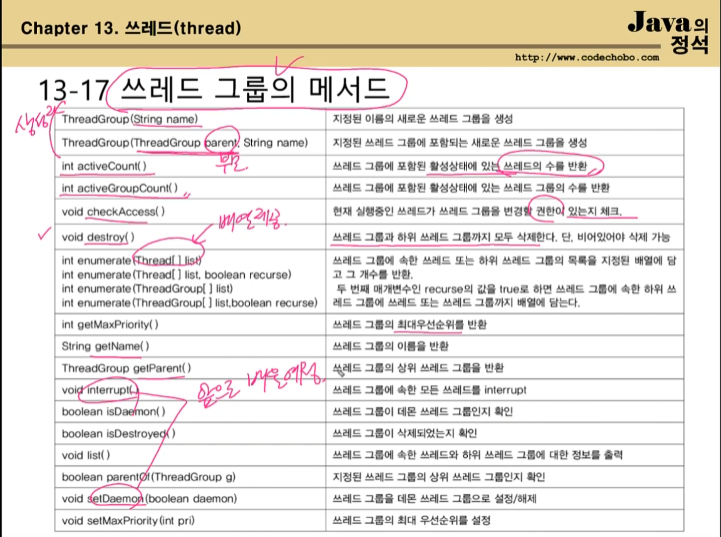 Chapter 13. 쓰레드(thread)
Java의 정석
http://www.codechobo.com
13-17 쓰레드 그룹의 메서드
생성자
ThreadGroup(String name) 지정된 이름의 새로운 쓰레드 그룹을 생성
ThreadGroup(ThreadGroup parent, String name) 지정된 쓰레드 그룹에 포함되는 새로운 쓰레드 그룹을 생성
부모
int activeCount() 쓰레드 그룹에 포함된 활성상태에 있는 쓰레드의 수를 반환
int activeGroupCount() 쓰레드 그룹에 포함된 활성상태에 있는 쓰레드 그룹의 수를 반환
void checkAccess() 현재 실행중인 쓰레드가 쓰레드 그룹을 변경할 권한이 있는지 체크.
void destroy() 쓰레드 그룹과 하위 쓰레드 그룹까지 모두 삭제한다. 단, 비어있어야 삭제 가능
int enumerate(Thread[] list) 쓰레드 그룹에 속한 쓰레드 또는 하위 쓰레드 그룹의 목록을 지정된 배열에 담
int enumerate(Thread[] list, boolean recurse) 고 그 개수를 반환.
int enumerate(ThreadGroup[] list) 두 번째 매개변수인 recurse의 값을 true로 하면 쓰레드 그룹에 속한 하위 쓰
int enumerate(ThreadGroup[] list,boolean recurse) 레드 그룹에 쓰레드 또는 쓰레드 그룹까지 배열에 담는다.
int getMaxPriority() 쓰레드 그룹의 최대우선순위를 반환
String getName() 쓰레드 그룹의 이름을 반환
ThreadGroup getParent() 쓰레드 그룹의 상위 쓰레드 그룹을 반환
앞으로 배울예정.
void interrupt() 쓰레드 그룹에 속한 모든 쓰레드를 interrupt
boolean isDaemon() 쓰레드 그룹이 데몬 쓰레드 그룹인지 확인
boolean isDestroyed() 쓰레드 그룹이 삭제되었는지 확인
void list() 쓰레드 그룹에 속한 쓰레드와 하위 쓰레드 그룹에 대한 정보를 출력
boolean parentOf(ThreadGroup g) 지정된 쓰레드 그룹의 상위 쓰레드 그룹인지 확인
void setDaemon(boolean daemon) 쓰레드 그룹을 데몬 쓰레드 그룹으로 설정/해제
void setMaxPriority(int pri) 쓰레드 그룹의 최대 우선순위를 설정